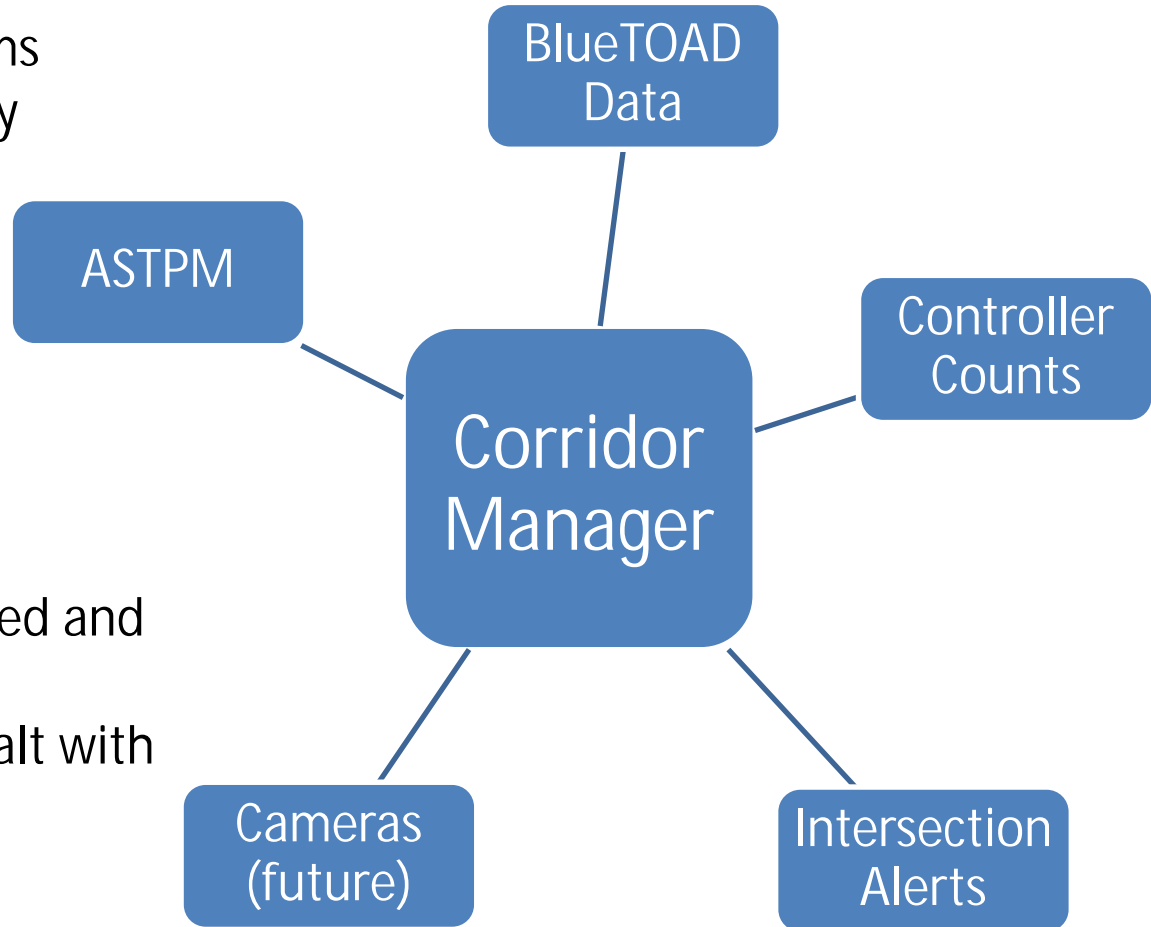 ns
y
BlueTOAD
Data
ASTPM
Controller
Counts
Corridor
Manager
ed and
alt with
Cameras
(future)
Intersection
Alerts